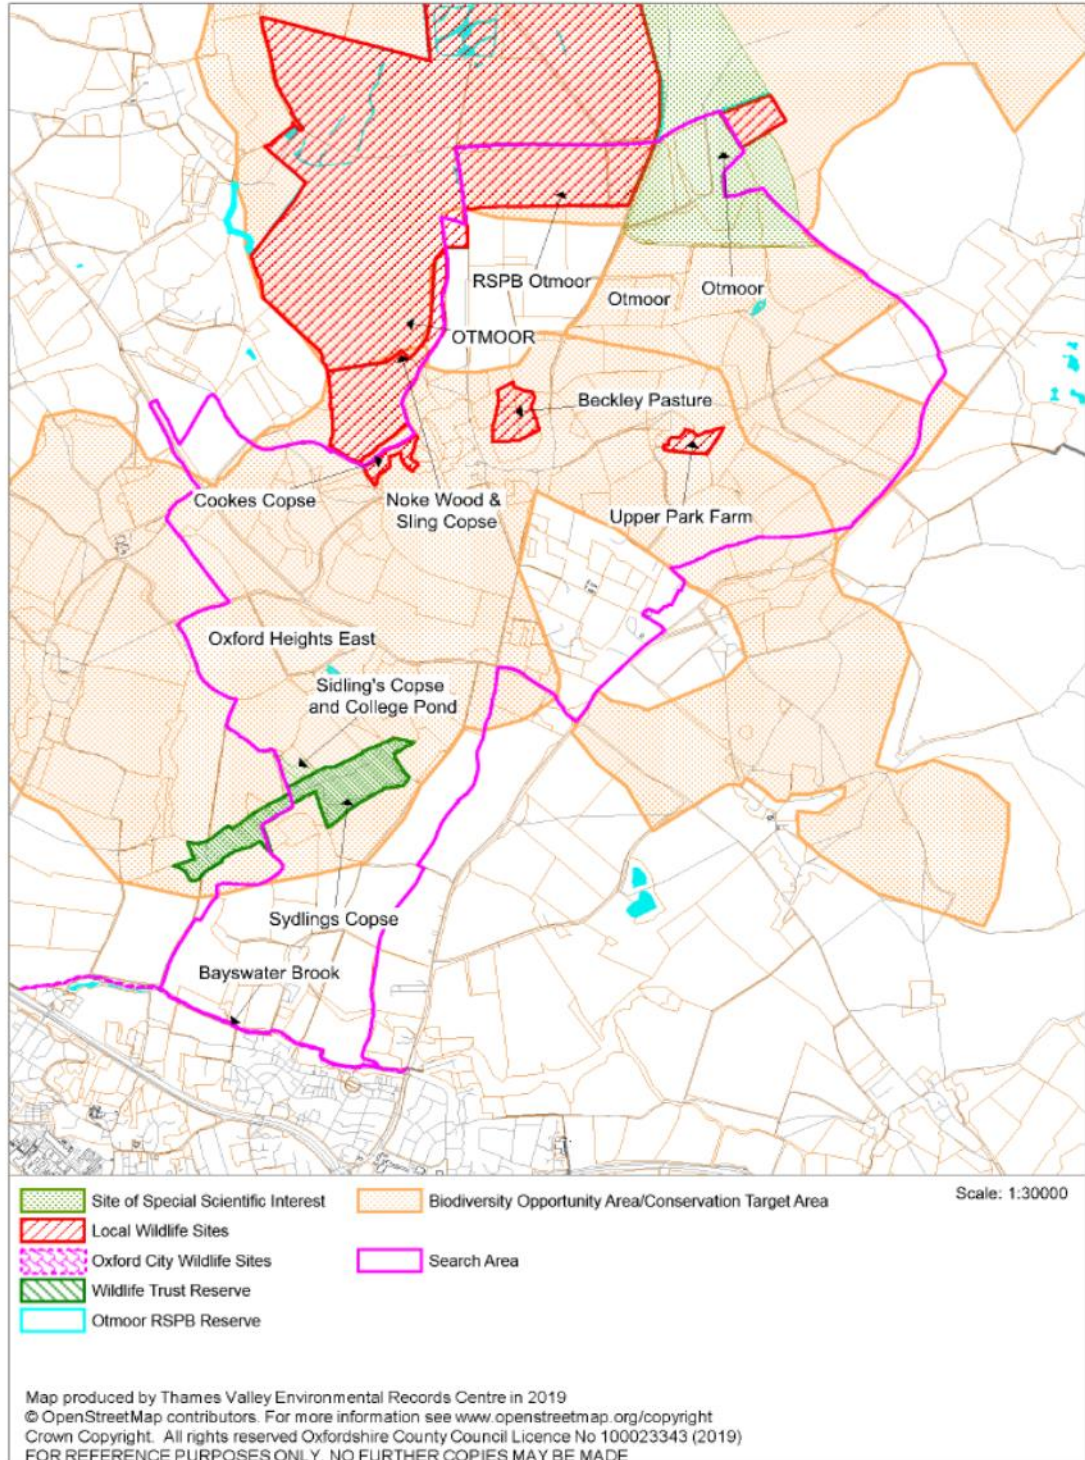 RSPB Otmoor
Otmoor
Otmoor
OTMOOR
Beckley Pasture
Cookes Copse
Noke Wood &
Sling Copse
Upper Park Farm
Oxford Heights East
Sidling's Copse
and College Pond
Sydlings Copse
Bayswater Brook
Site of Special Scientific Interest
Local Wildlife Sites
Oxford City Wildlife Sites
Wildlife Trust Reserve
Otmoor RSPB Reserve
Biodiversity Opportunity Area/Conservation Target Area
Search Area
Scale: 1:30000
Map produced by Thames Valley Environmental Records Centre in 2019
© OpenStreetMap contributors. For more information see www.openstreetmap.org/copyright
Crown Copyright. All rights reserved Oxfordshire County Council Licence No 100023343 (2019)
FOR REFERENCE PURPOSES ONLY. NO FURTHER COPIES MAY BE MADE